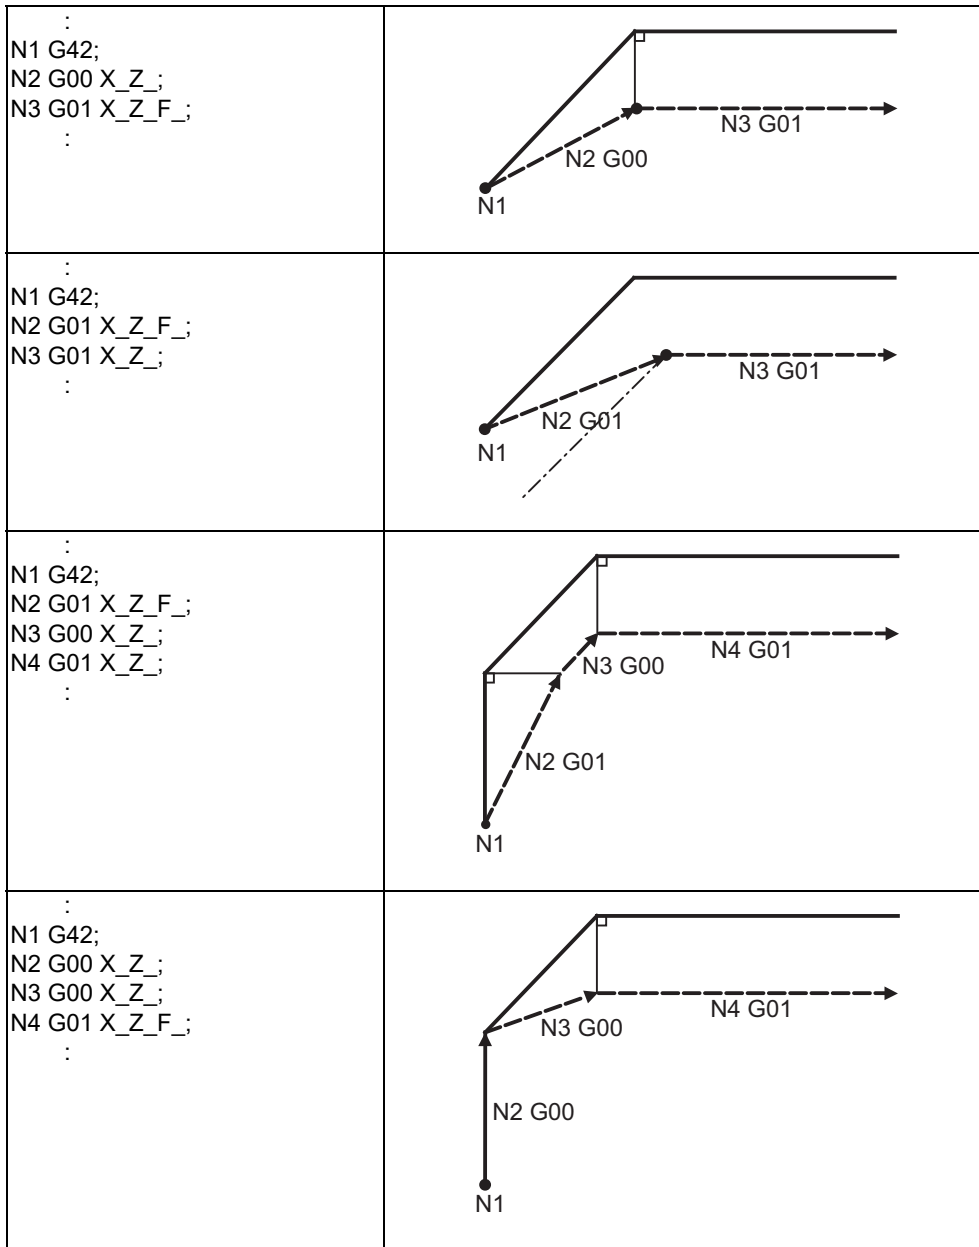 :
N1 G42;
N2 G00 X_Z_;
N3 G01 X_Z_F_;
:
N3 G01
N2 G00
N1
:
N1 G42;
N2 G01 X_Z_F_;
N3 G01 X_Z_;
:
N3 G01
N2 G01
N1
:
N1 G42;
N2 G01 X_Z_F_;
N3 G00 X_Z_;
N4 G01 X_Z_;
:
N4 G01
N3 G00
N2 G01
N1
:
N1 G42;
N2 G00 X_Z_;
N3 G00 X_Z_;
N4 G01 X_Z_F_;
:
N4 G01
N3 G00
N2 G00
N1